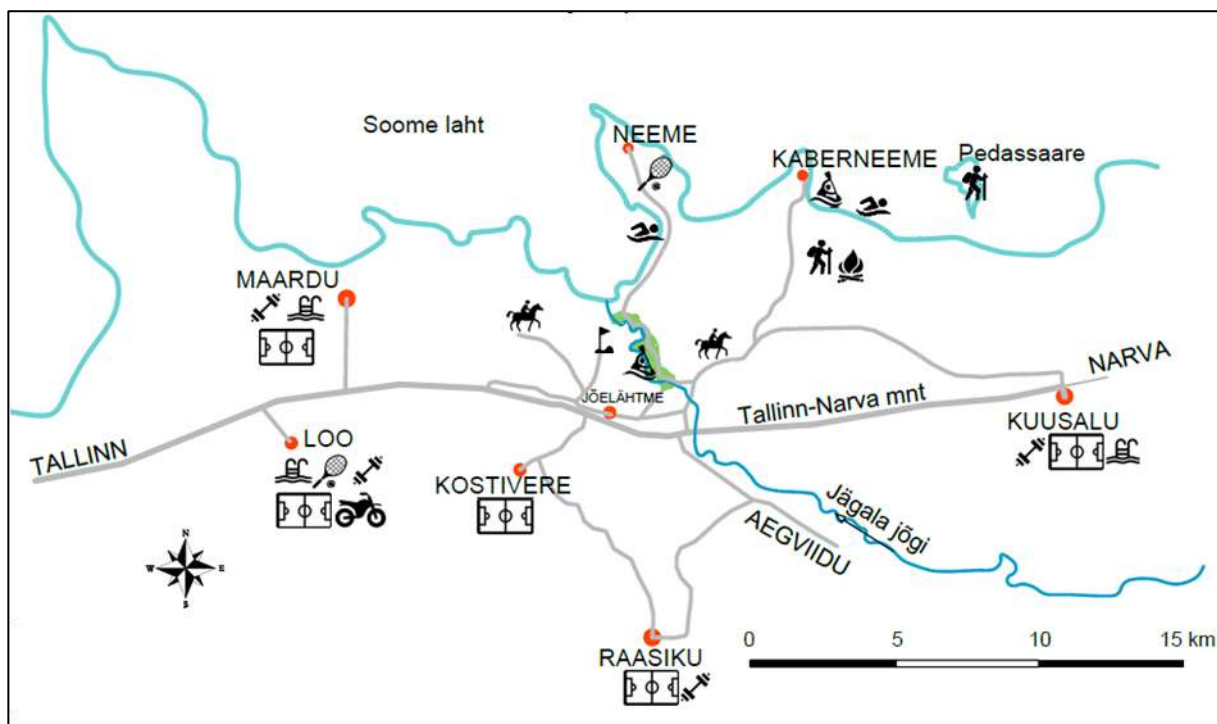 Soome laht
NEEME
KABERNEEME
Pedassaare
MAARDU
NARVA
JÕELÄHTME
Tallinn-Narva mnt
KUUSALU
LOO
TALLINN
KOSTIVERE
Jägala jõgi
AEGVIIDU
N
W
E
S
RAASIKU
0 5 10 15 km